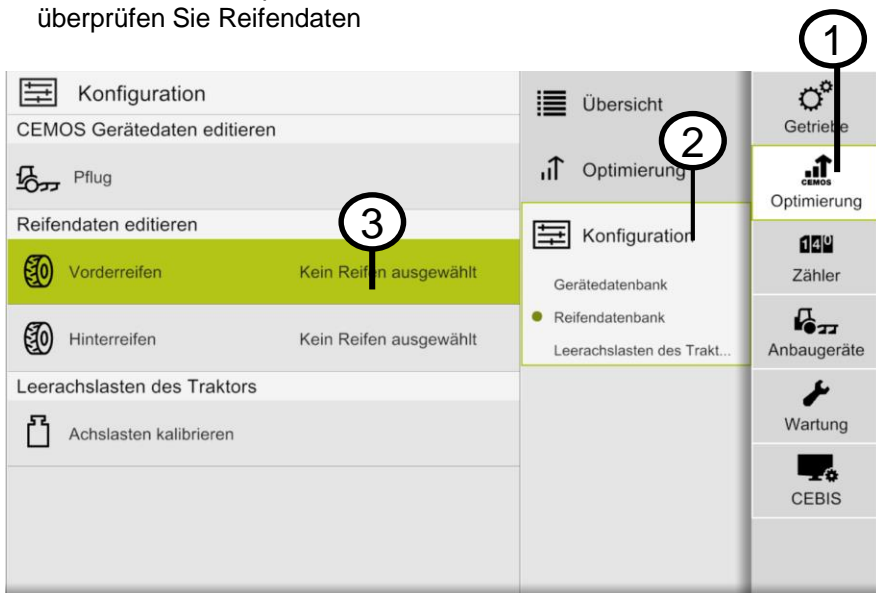 überprüfen Sie Reifendaten
1
Konfiguration
CEMOS Gerätedaten editieren
Pflug
Reifendaten editieren
3
Vorderreifen Kein Reifen ausgewählt
Hinterreifen Kein Reifen ausgewählt
Leerachslasten des Traktors
Achslasten kalibrieren
Übersicht
2
Optimierung
Konfiguration
Gerätedatenbank
Reifendatenbank
Leerachslasten des Trakt...
Getriebe
CEMOS
Optimierung
140
Zähler
Anbaugeräte
Wartung
CEBIS